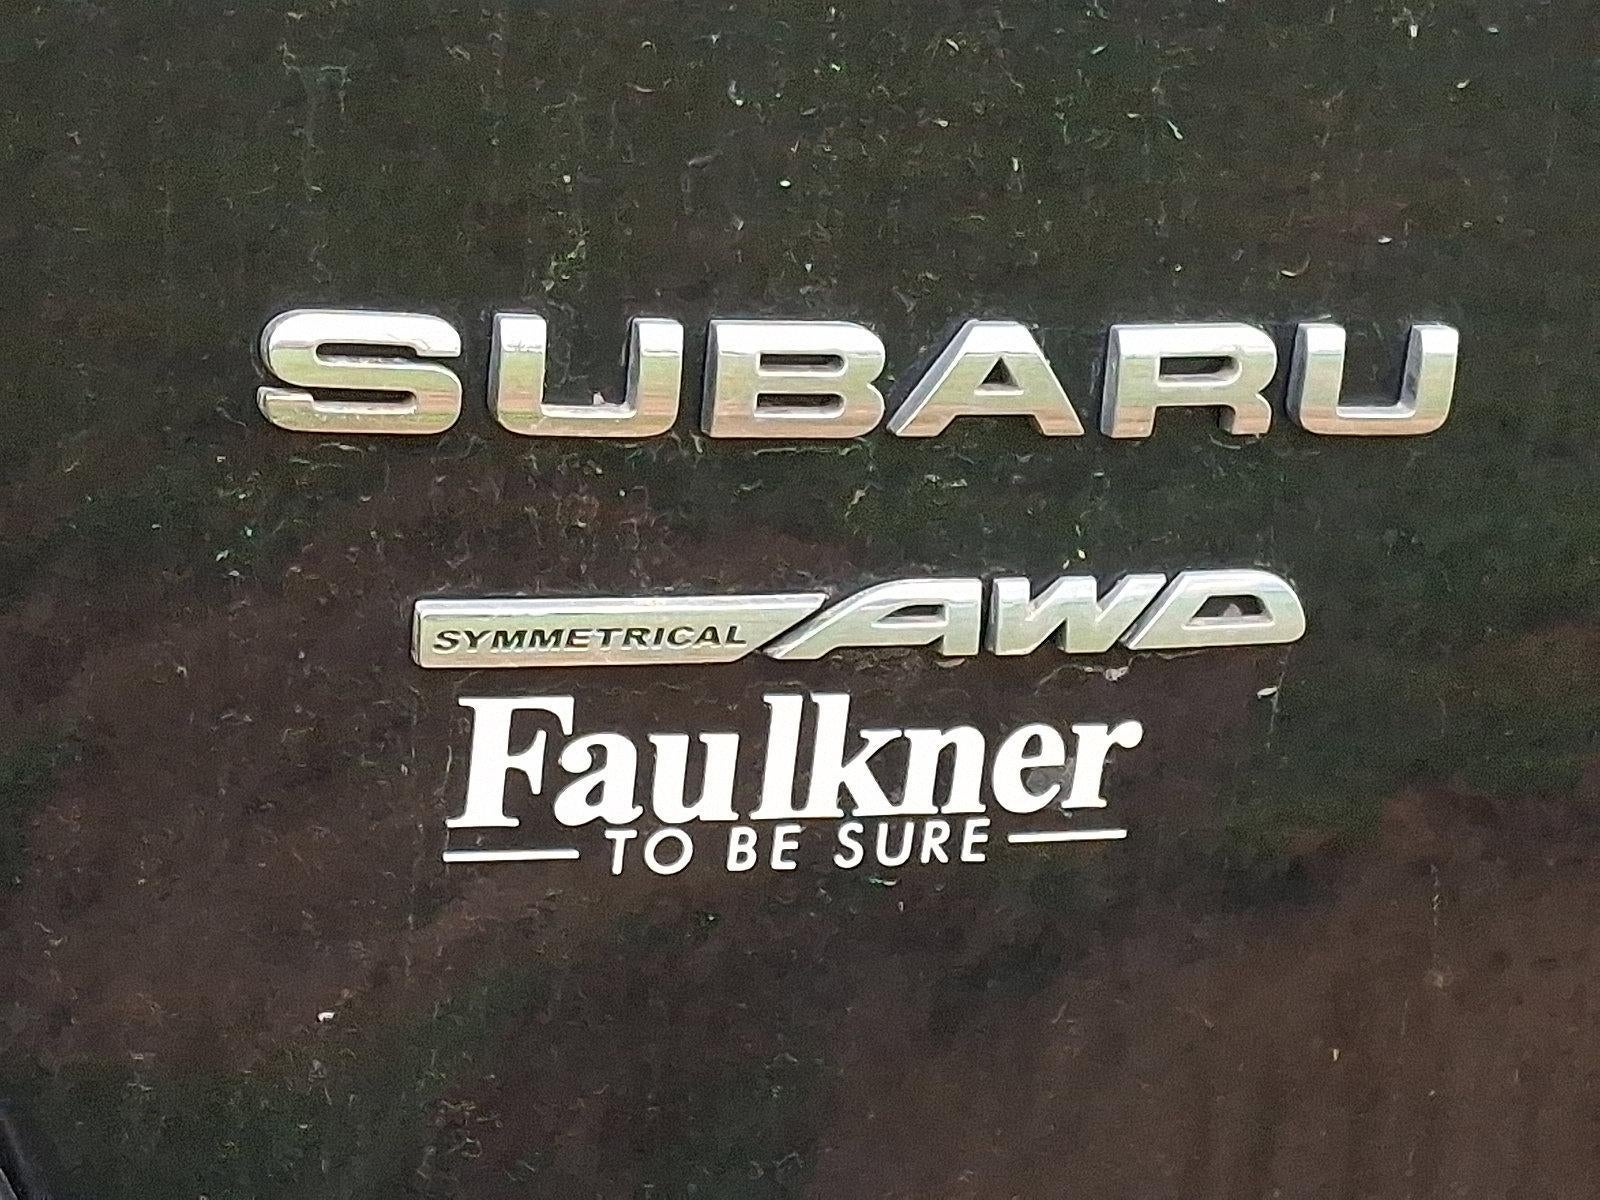 SUBARU
SYMMETRICAL AWD
Faulkner
TO BE SURE